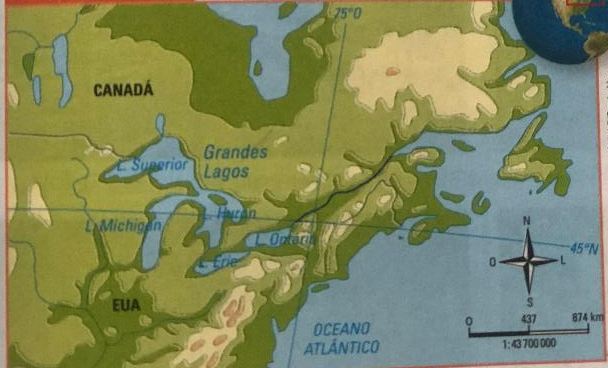 75°O
CANADÁ
Grandes
Lagos
L. Superior
L. Huron
L. Michigan
L. Ontario
L. Erie
EUA
OCEANO
ATLÂNTICO
45°N
N
O
L
S
0 437 874 km
1:43 700 000